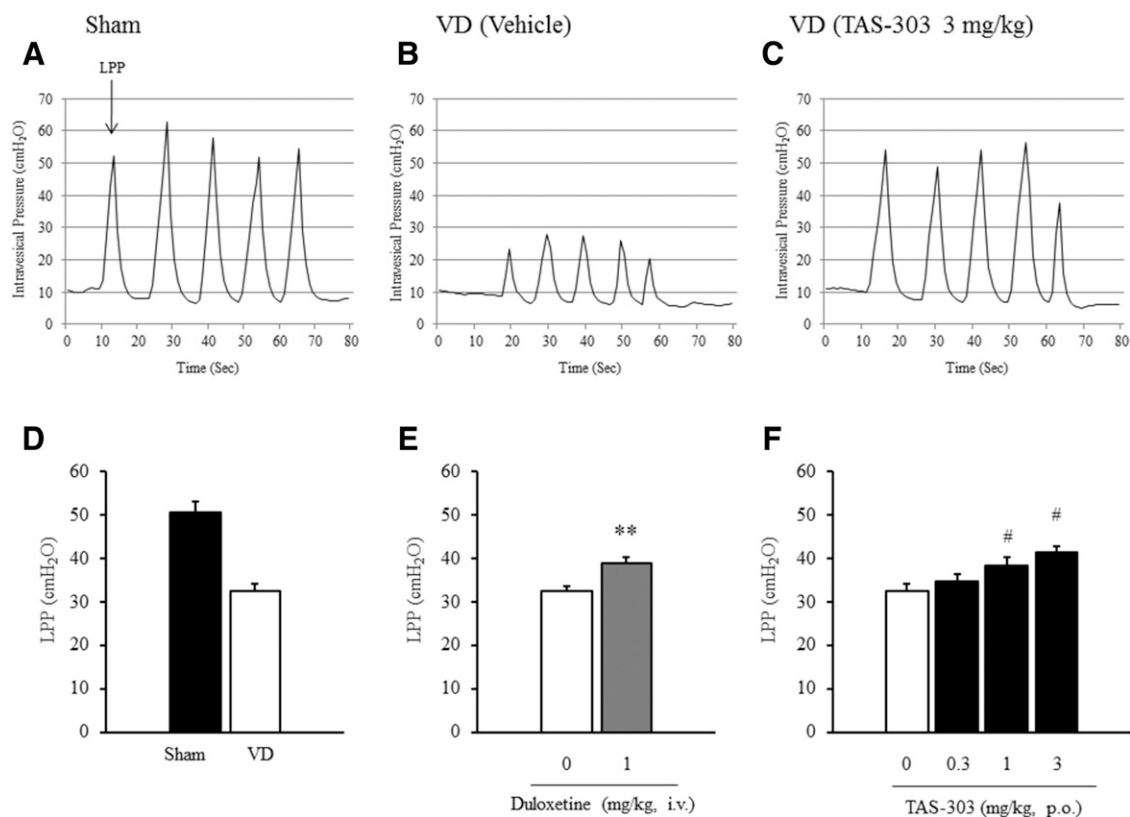 Sham
VD (Vehicle)
VD (TAS-303 3 mg/kg)
A
B
C
LPP
Intravesical Pressure (cmH₂O)
70
60
50
40
30
20
10
0
0 10 20 30 40 50 60 70 80
Time (Sec)
Intravesical Pressure (cmH₂O)
70
60
50
40
30
20
10
0
0 10 20 30 40 50 60 70 80
Time (Sec)
Intravesical Pressure (cmH₂O)
70
60
50
40
30
20
10
0
0 10 20 30 40 50 60 70 80
Time (Sec)
D
LPP (cmH₂O)
60
50
40
30
20
10
0
Sham VD
E
LPP (cmH₂O)
60
50
40
30
20
10
0
**
0 1
Duloxetine (mg/kg, i.v.)
F
LPP (cmH₂O)
60
50
40
30
20
10
0
# #
0 0.3 1 3
TAS-303 (mg/kg, p.o.)